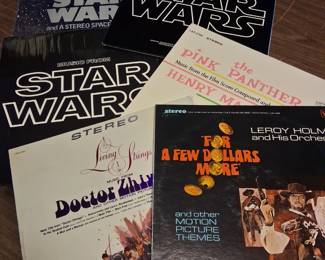 STAR
WARS
and A STEREO SPACE
STAR
WARS
MUSIC FROM
STAR
WARS
the
PINK PANTHER
Music from the Film Score Composed and
HENRY MA
STEREO
Living Strings
Doctor Zhiv
stereo
FOR
A FEW DOLLARS
MORE
LEROY HOLM
and His Orches
and other
MOTION
PICTURE
THEMES